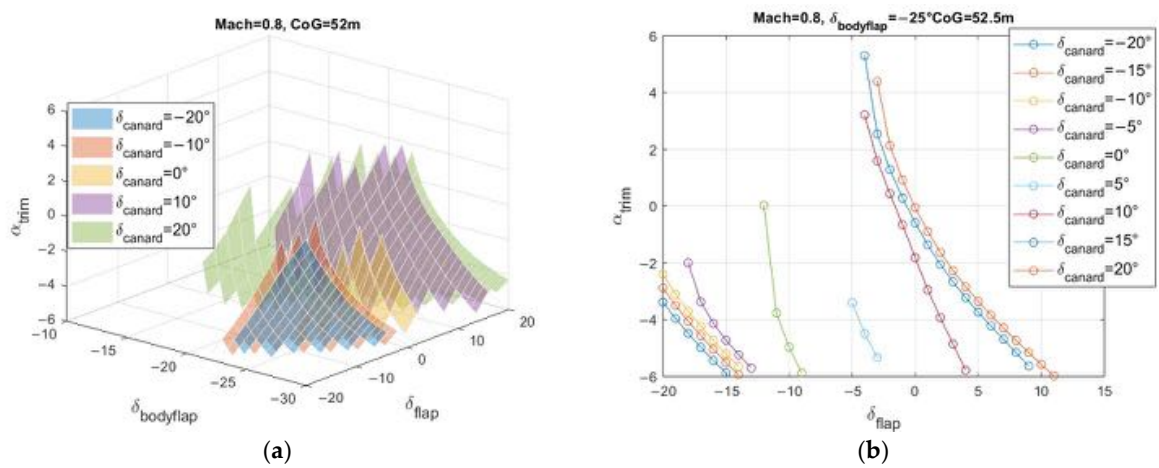 Mach=0.8, CoG=52m
6
4
2
0
−2
−4
−6
αtrim
δcanard=−20°
δcanard=−10°
δcanard=0°
δcanard=10°
δcanard=20°
−10
−15
−20
−25
−30
δbodyflap
−20
−10
0
10
20
δflap
(a)
Mach=0.8, δbodyflap=−25°CoG=52.5m
6
4
2
0
−2
−4
−6
αtrim
δcanard=−20°
δcanard=−15°
δcanard=−10°
δcanard=−5°
δcanard=0°
δcanard=5°
δcanard=10°
δcanard=15°
δcanard=20°
−20 −15 −10 −5 0 5 10 15
δflap
(b)